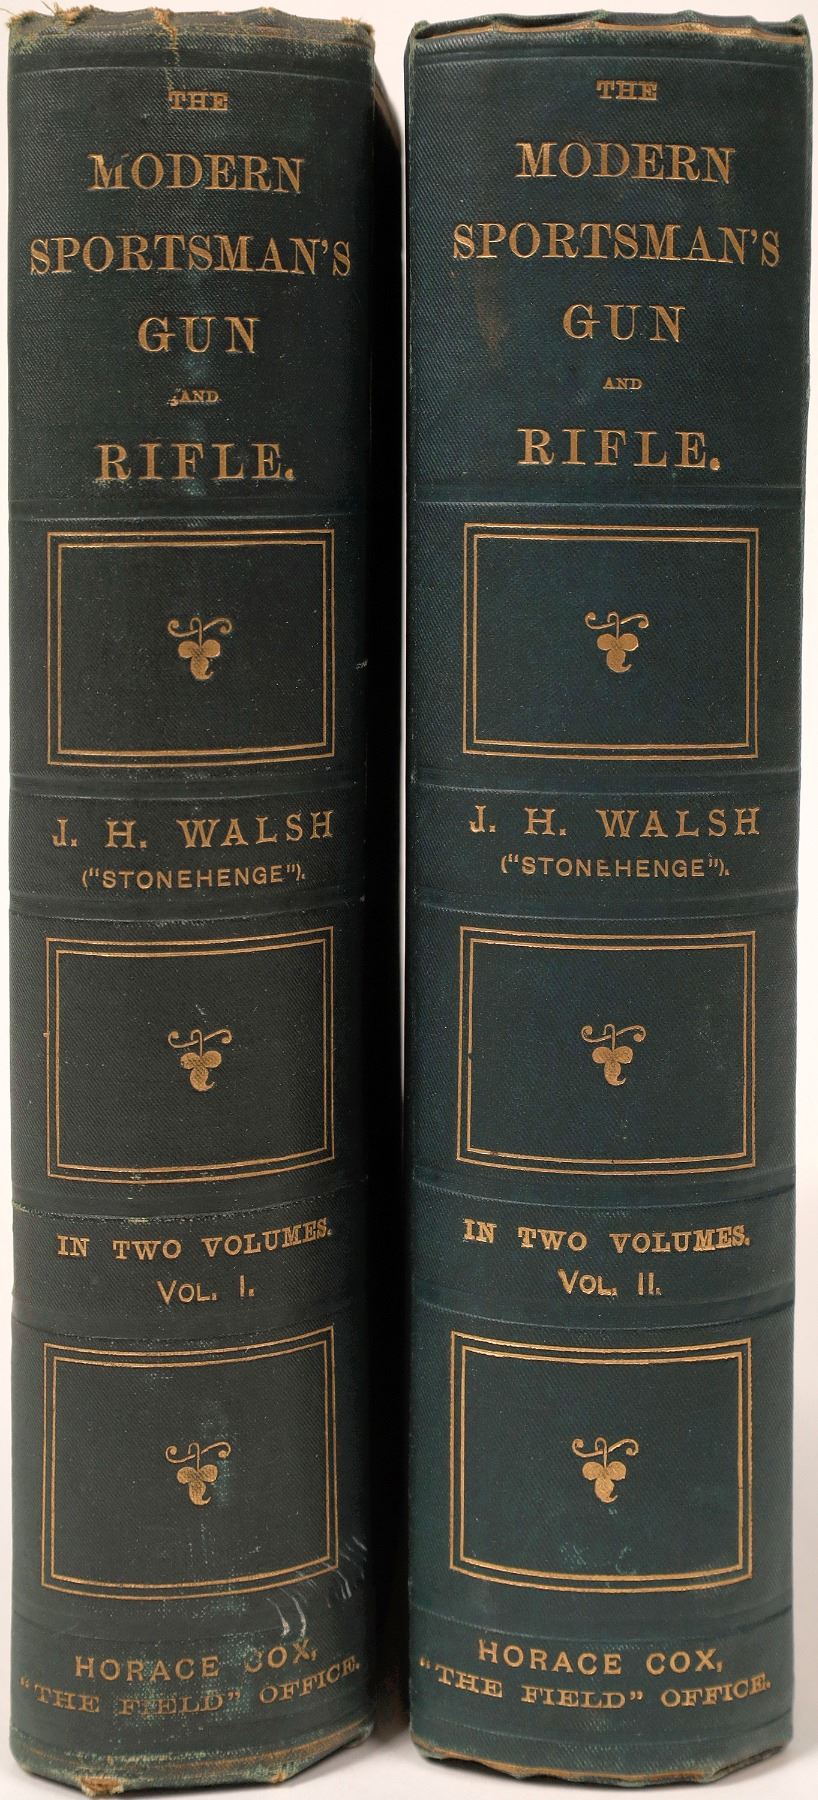 THE
MODERN
SPORTSMAN'S
GUN
AND
RIFLE.
J. H. WALSH
("STONEHENGE").
IN TWO VOLUMES.
VOL. I.
HORACE COX,
"THE FIELD" OFFICE.
THE
MODERN
SPORTSMAN'S
GUN
AND
RIFLE.
J. H. WALSH
("STONEHENGE").
IN TWO VOLUMES.
VOL. II.
HORACE COX,
"THE FIELD" OFFICE.